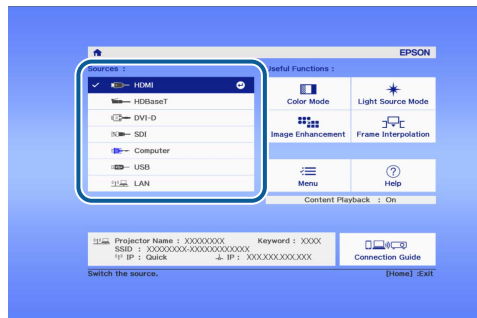 EPSON
Sources :
Useful Functions :
HDMI
HDBaseT
DVI-D
SDI
Computer
USB
LAN
Color Mode
Light Source Mode
Image Enhancement
Frame Interpolation
Menu
Help
Content Playback : On
Projector Name : XXXXXXXX Keyword : XXXX
SSID : XXXXXXXX-XXXXXXXXXXXX
IP : Quick IP : XXX.XXX.XXX.XXX
Connection Guide
Switch the source. [Home] :Exit